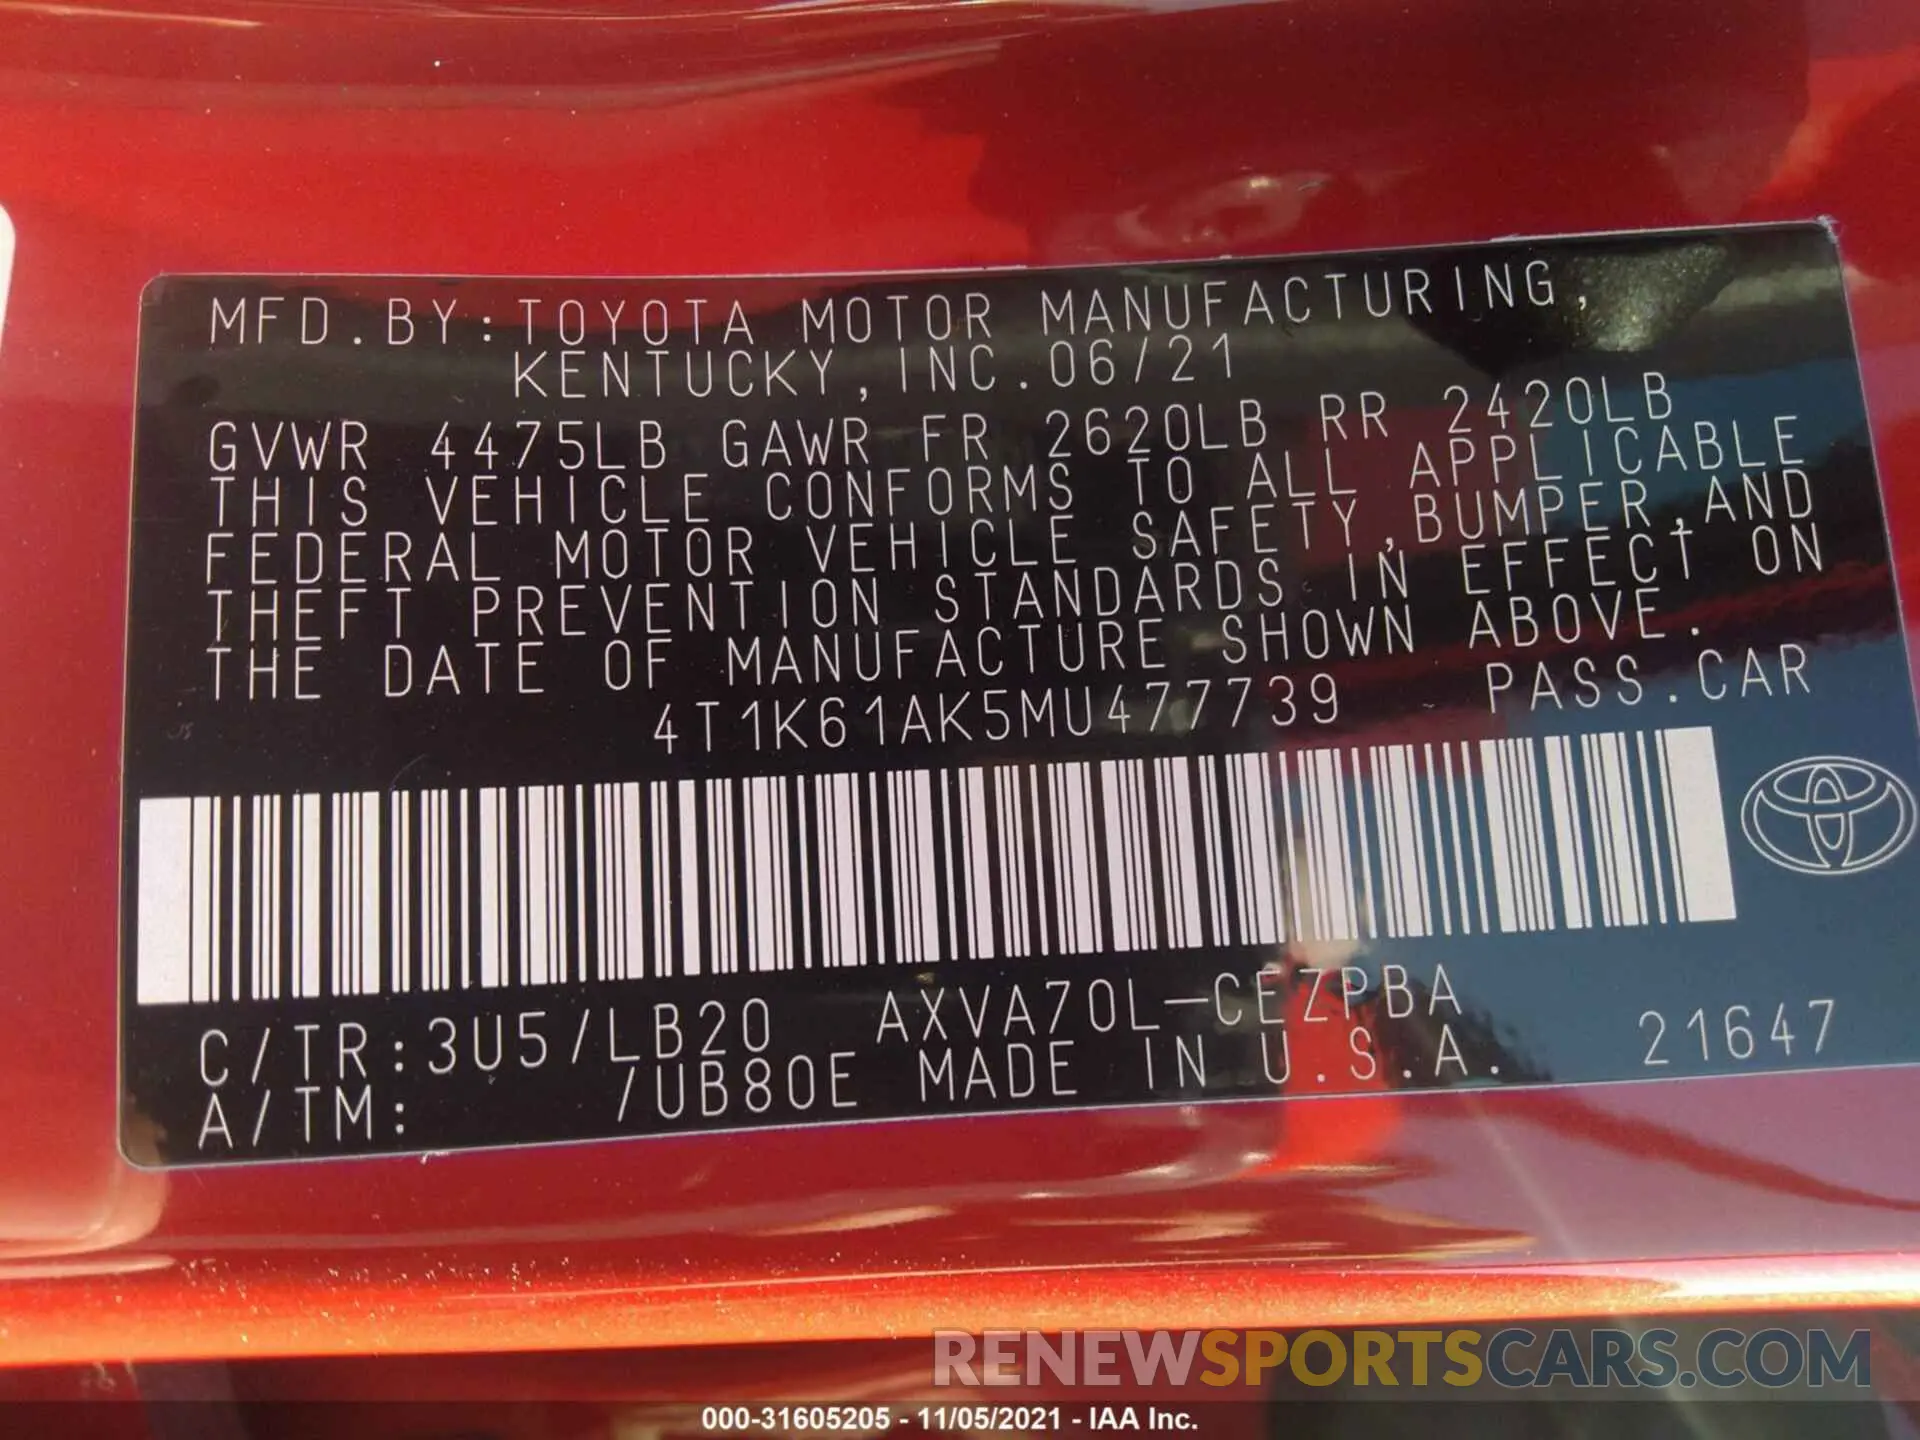 MFD.BY:TOYOTA MOTOR MANUFACTURING,
KENTUCKY,INC.06/21
GVWR 4475LB GAWR FR 2620LB RR 2420LB
THIS VEHICLE CONFORMS TO ALL APPLICABLE
FEDERAL MOTOR VEHICLE SAFETY,BUMPER,AND
THEFT PREVENTION STANDARDS IN EFFECT ON
THE DATE OF MANUFACTURE SHOWN ABOVE.
4T1K61AK5MU477739 PASS.CAR
C/TR:3U5/LB20 AXVA70L-CEZPBA
A/TM: /UB80E MADE IN U.S.A. 21647
RENEWSPORTSCARS.COM
000-31605205 - 11/05/2021 - IAA Inc.